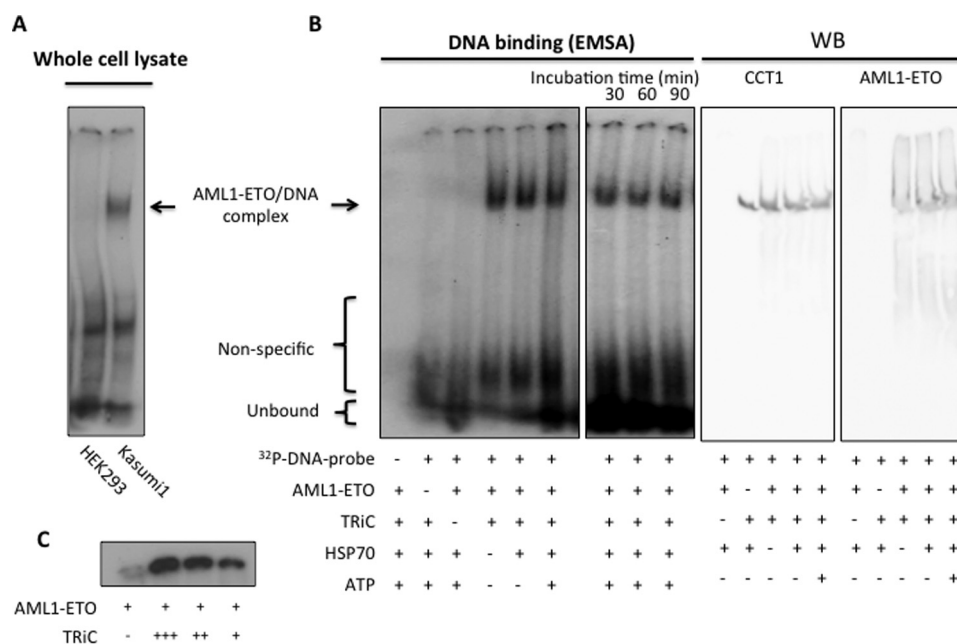 A
Whole cell lysate
AML1-ETO/DNA
complex
Non-specific
Unbound
HEK293
Kasumi1
B
DNA binding (EMSA)
WB
Incubation time (min)
30 60 90
CCT1
AML1-ETO
³²P-DNA-probe - + + + + + + + + + + + + + + + + + +
AML1-ETO + - + + + + + + + + - + + + + - + + +
TRiC + + - + + + + + + - + + + + - + + + +
HSP70 + + + - + + + + + + + - + + + + - + +
ATP + + + - - + + + + - - - - + - - - - +
C
AML1-ETO + + + +
TRiC - +++ ++ +